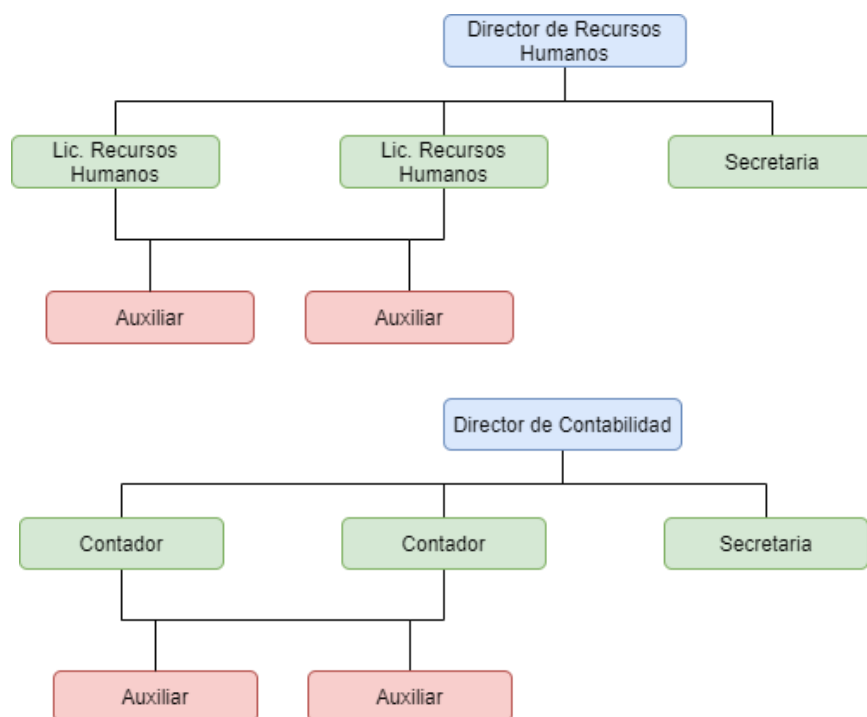 Director de Recursos
Humanos
Lic. Recursos
Humanos
Lic. Recursos
Humanos
Secretaria
Auxiliar
Auxiliar
Director de Contabilidad
Contador
Contador
Secretaria
Auxiliar
Auxiliar